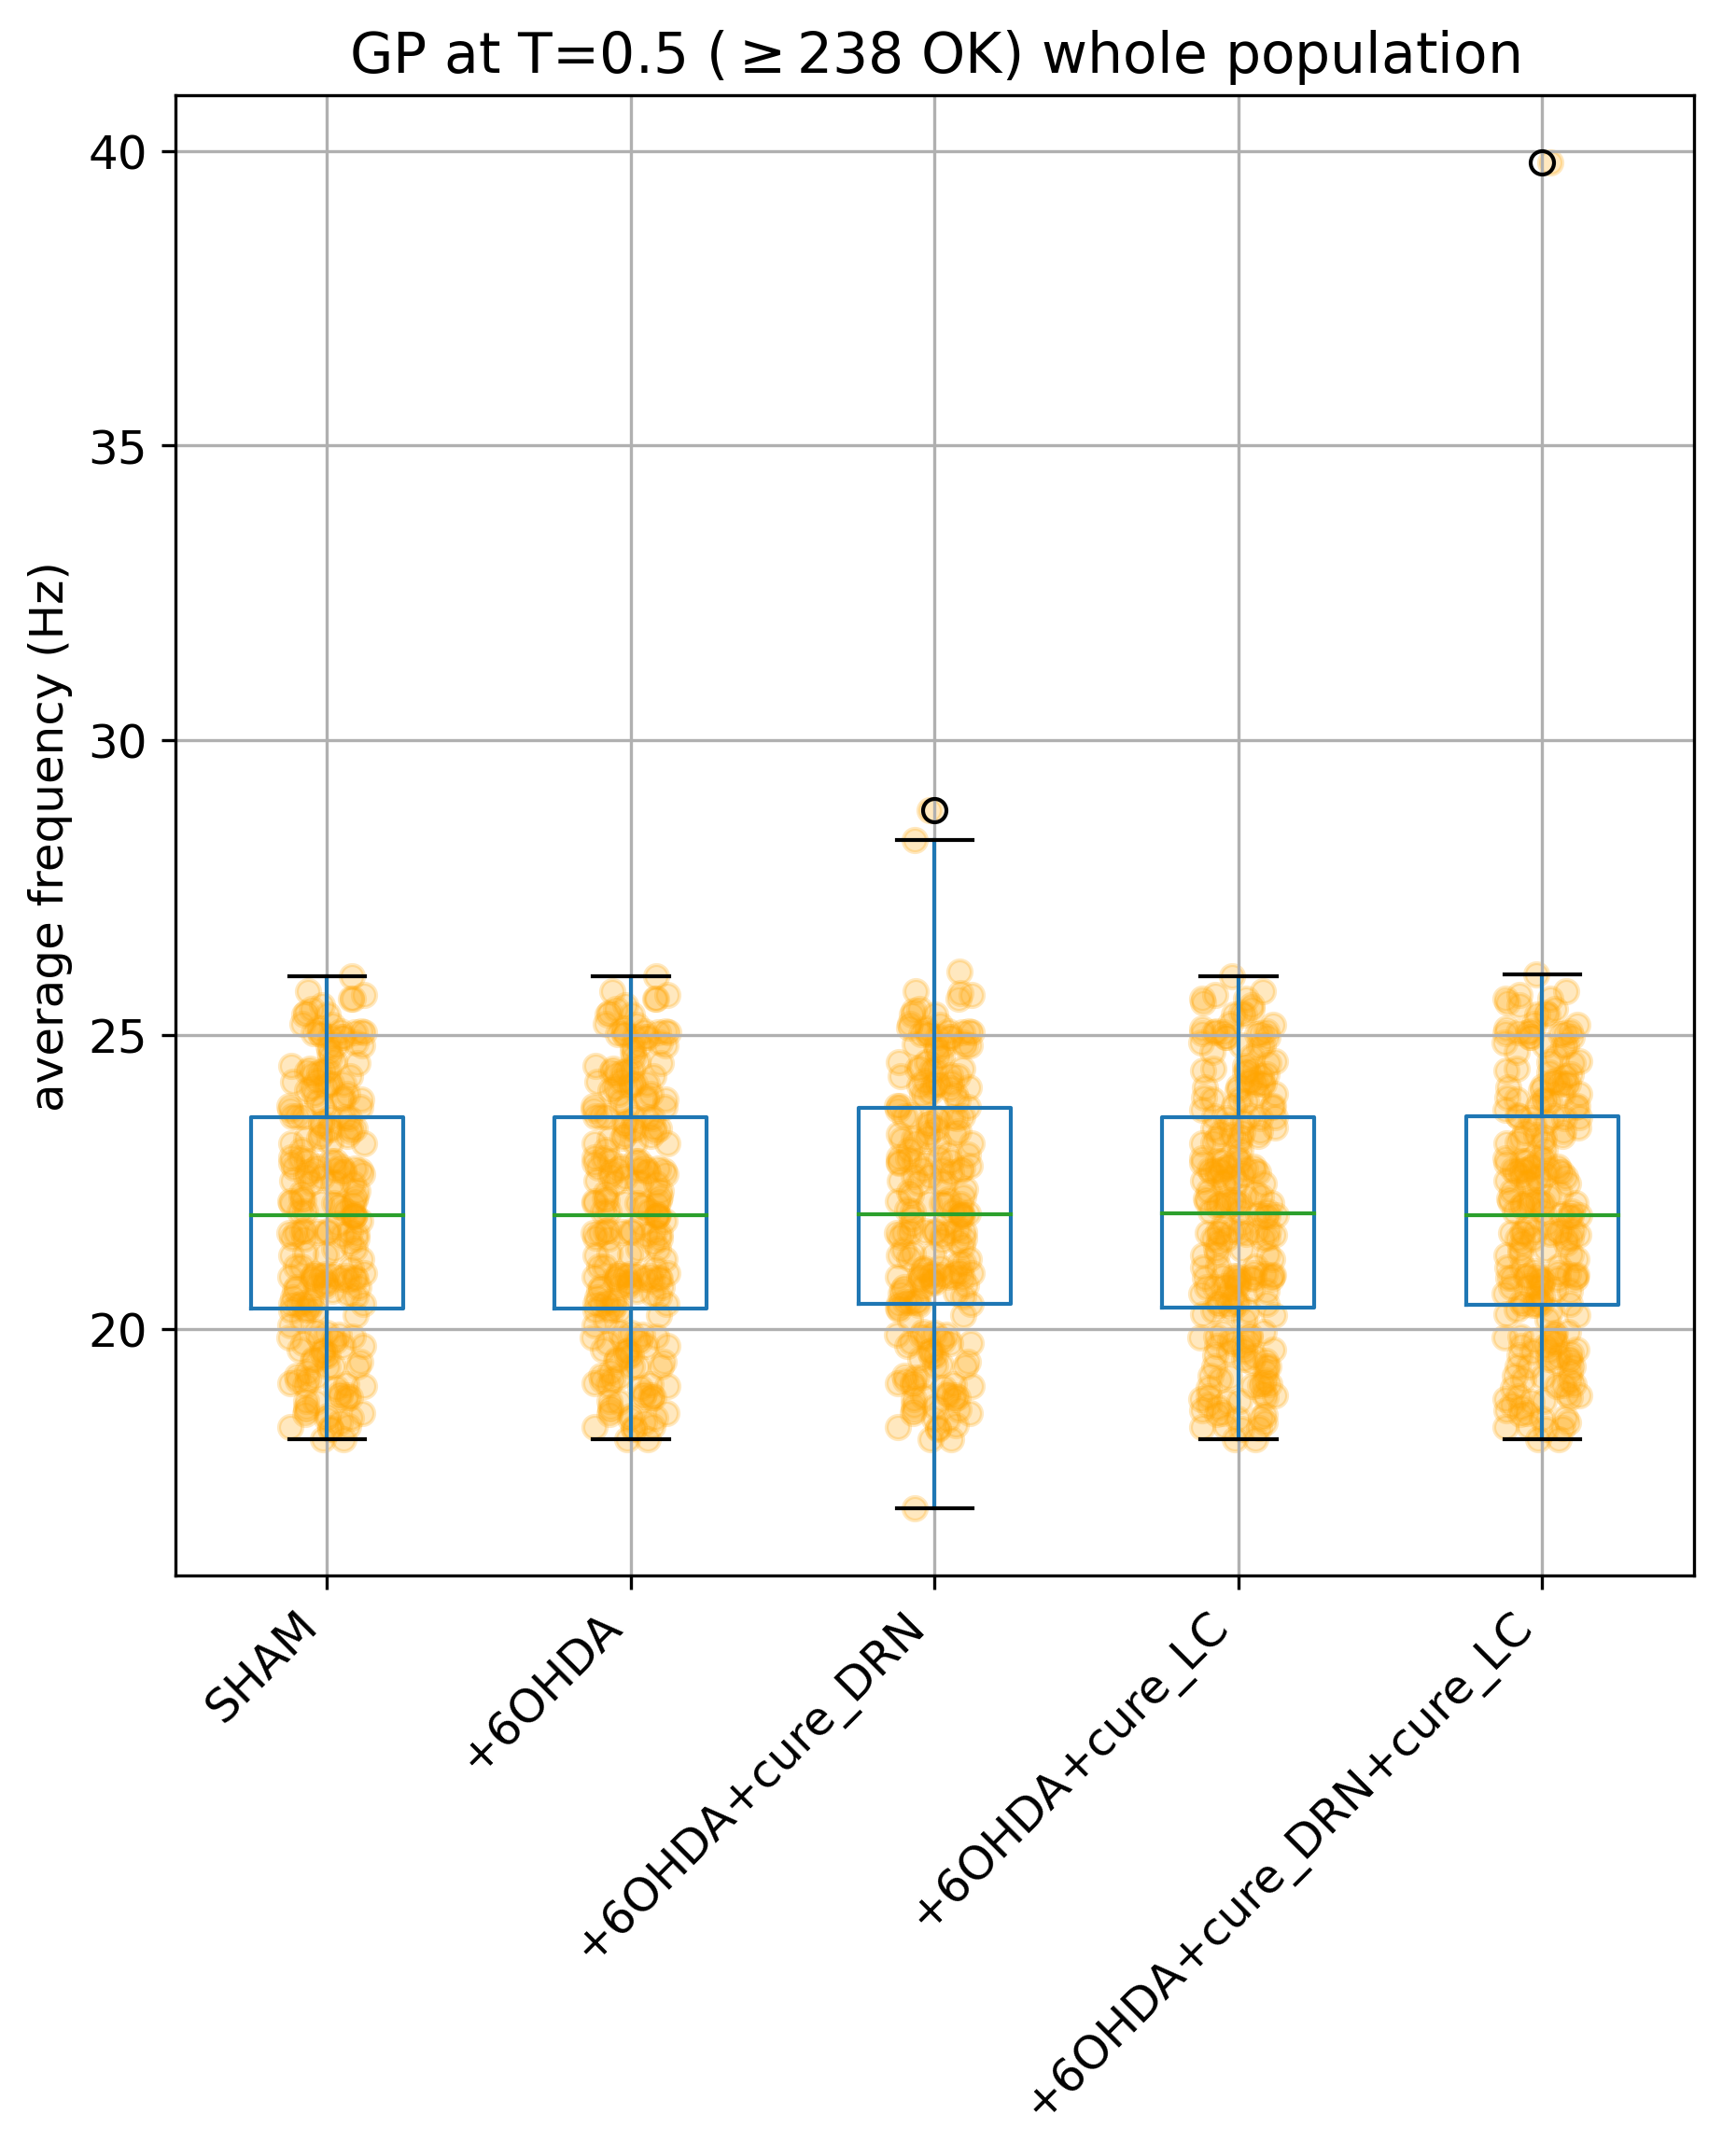 GP at T=0.5 (≥238 OK) whole population
average frequency (Hz)
40
35
30
25
20
SHAM
+6OHDA
+6OHDA+cure_DRN
+6OHDA+cure_LC
+6OHDA+cure_DRN+cure_LC